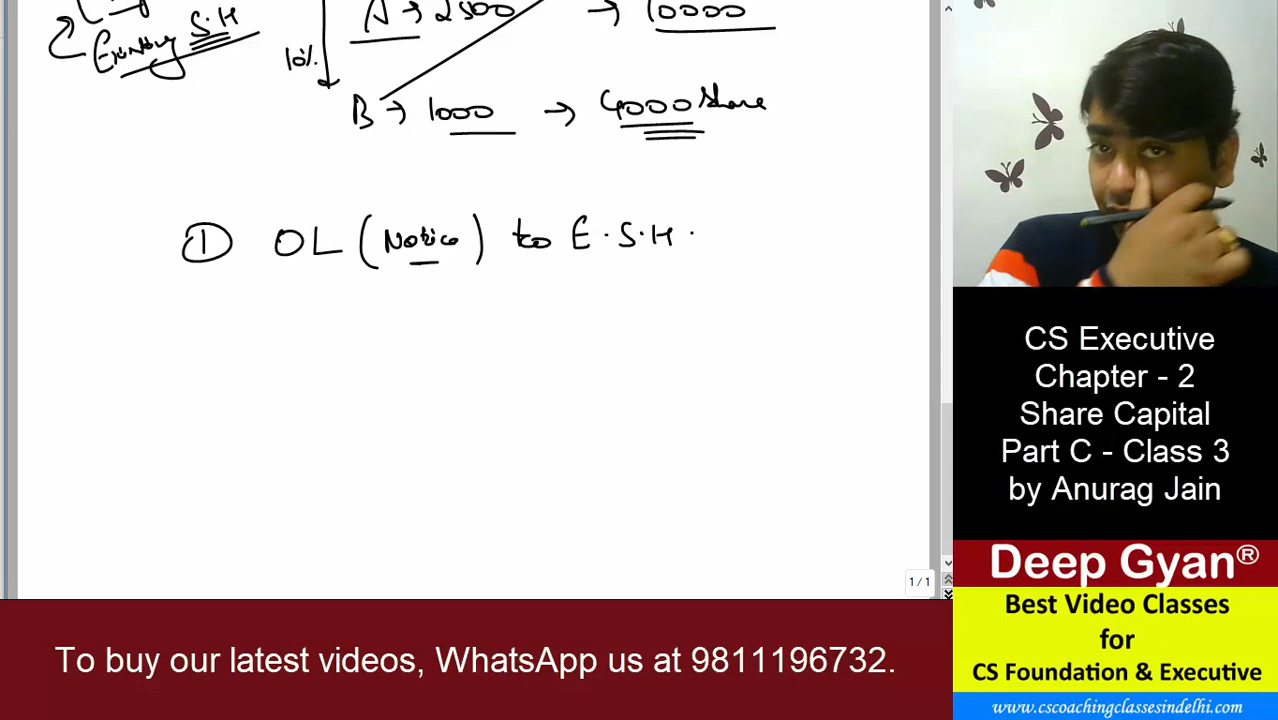 A → 2500 → 10000
Existing S.H
10%
B → 1000 → 4000 Share
① OL (Notice) to E.S.H.
1/1
CS Executive
Chapter - 2
Share Capital
Part C - Class 3
by Anurag Jain
Deep Gyan®
Best Video Classes
for
CS Foundation & Executive
www.cscoachingclassesindelhi.com
To buy our latest videos, WhatsApp us at 9811196732.